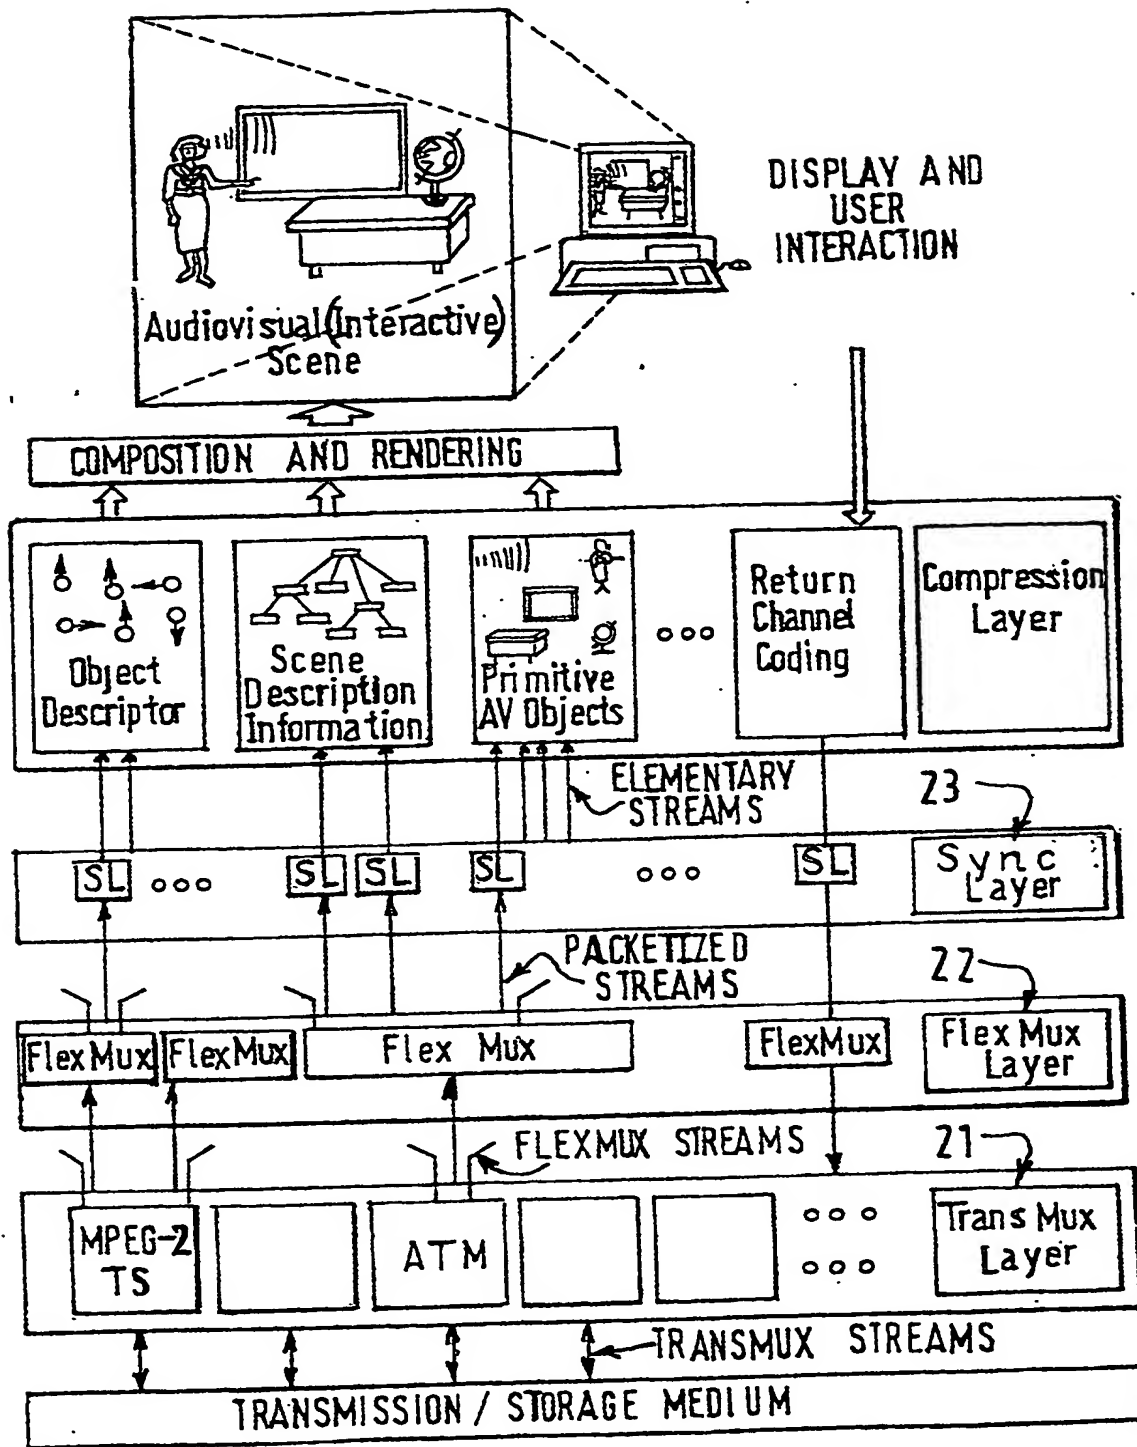 DISPLAY AND
USER
INTERACTION
Audiovisual (Interactive)
Scene
COMPOSITION AND RENDERING
Object
Descriptor
Scene
Description
Information
Primitive
AV Objects
Return
Channel
Coding
Compression
Layer
ELEMENTARY
STREAMS
23
SL
SL
SL
SL
SL
Sync
Layer
PACKETIZED
STREAMS
22
FlexMux
FlexMux
Flex Mux
FlexMux
Flex Mux
Layer
FLEXMUX STREAMS
21
MPEG-2
TS
ATM
Trans Mux
Layer
TRANSMUX STREAMS
TRANSMISSION / STORAGE MEDIUM